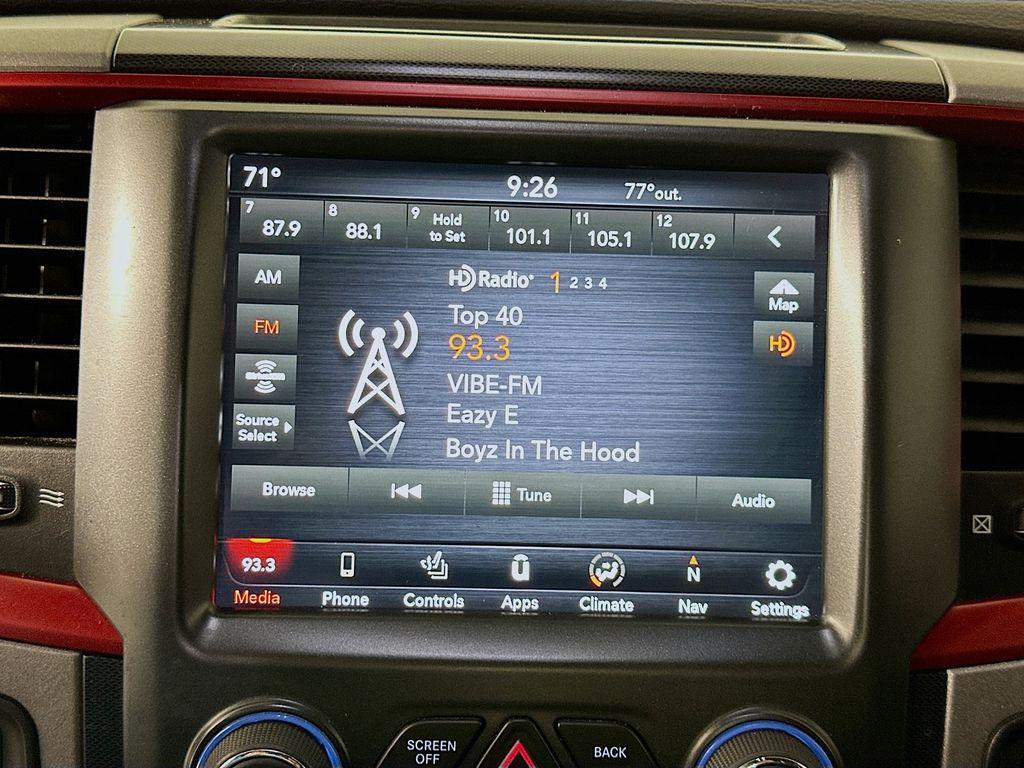 71° 9:26 77°out.
7 87.9 8 88.1 9 Hold to Set 10 101.1 11 105.1 12 107.9
AM
FM
Source
Select
HD Radio 1 2 3 4
Top 40
93.3
VIBE-FM
Eazy E
Boyz In The Hood
Map
HD
Browse Tune Audio
93.3 N
Media Phone Controls Apps Climate Nav Settings
SCREEN
OFF
BACK